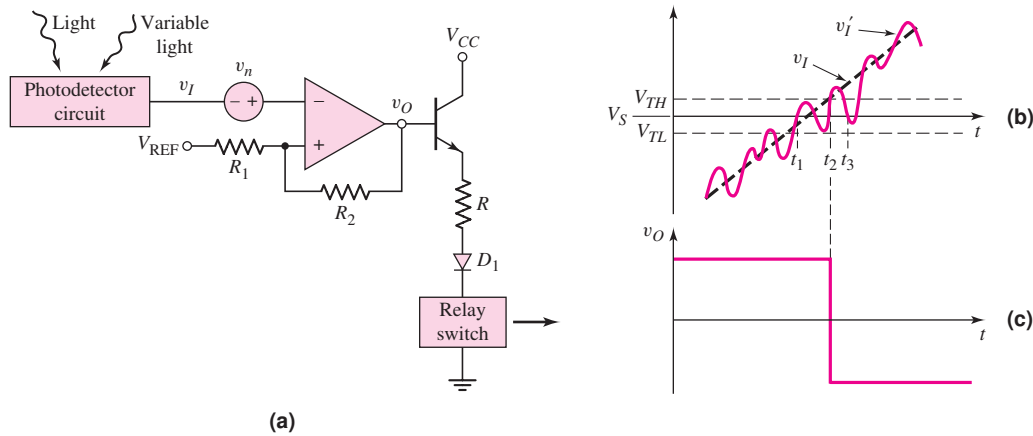 Light
Variable
light
Photodetector
circuit
v_I
v_n
− +
−
+
V_REF
R_1
R_2
v_O
V_CC
R
D_1
Relay
switch
(a)
v_I′
v_I
V_TH
V_S
V_TL
t_1
t_2
t_3
t
(b)
v_O
t
(c)